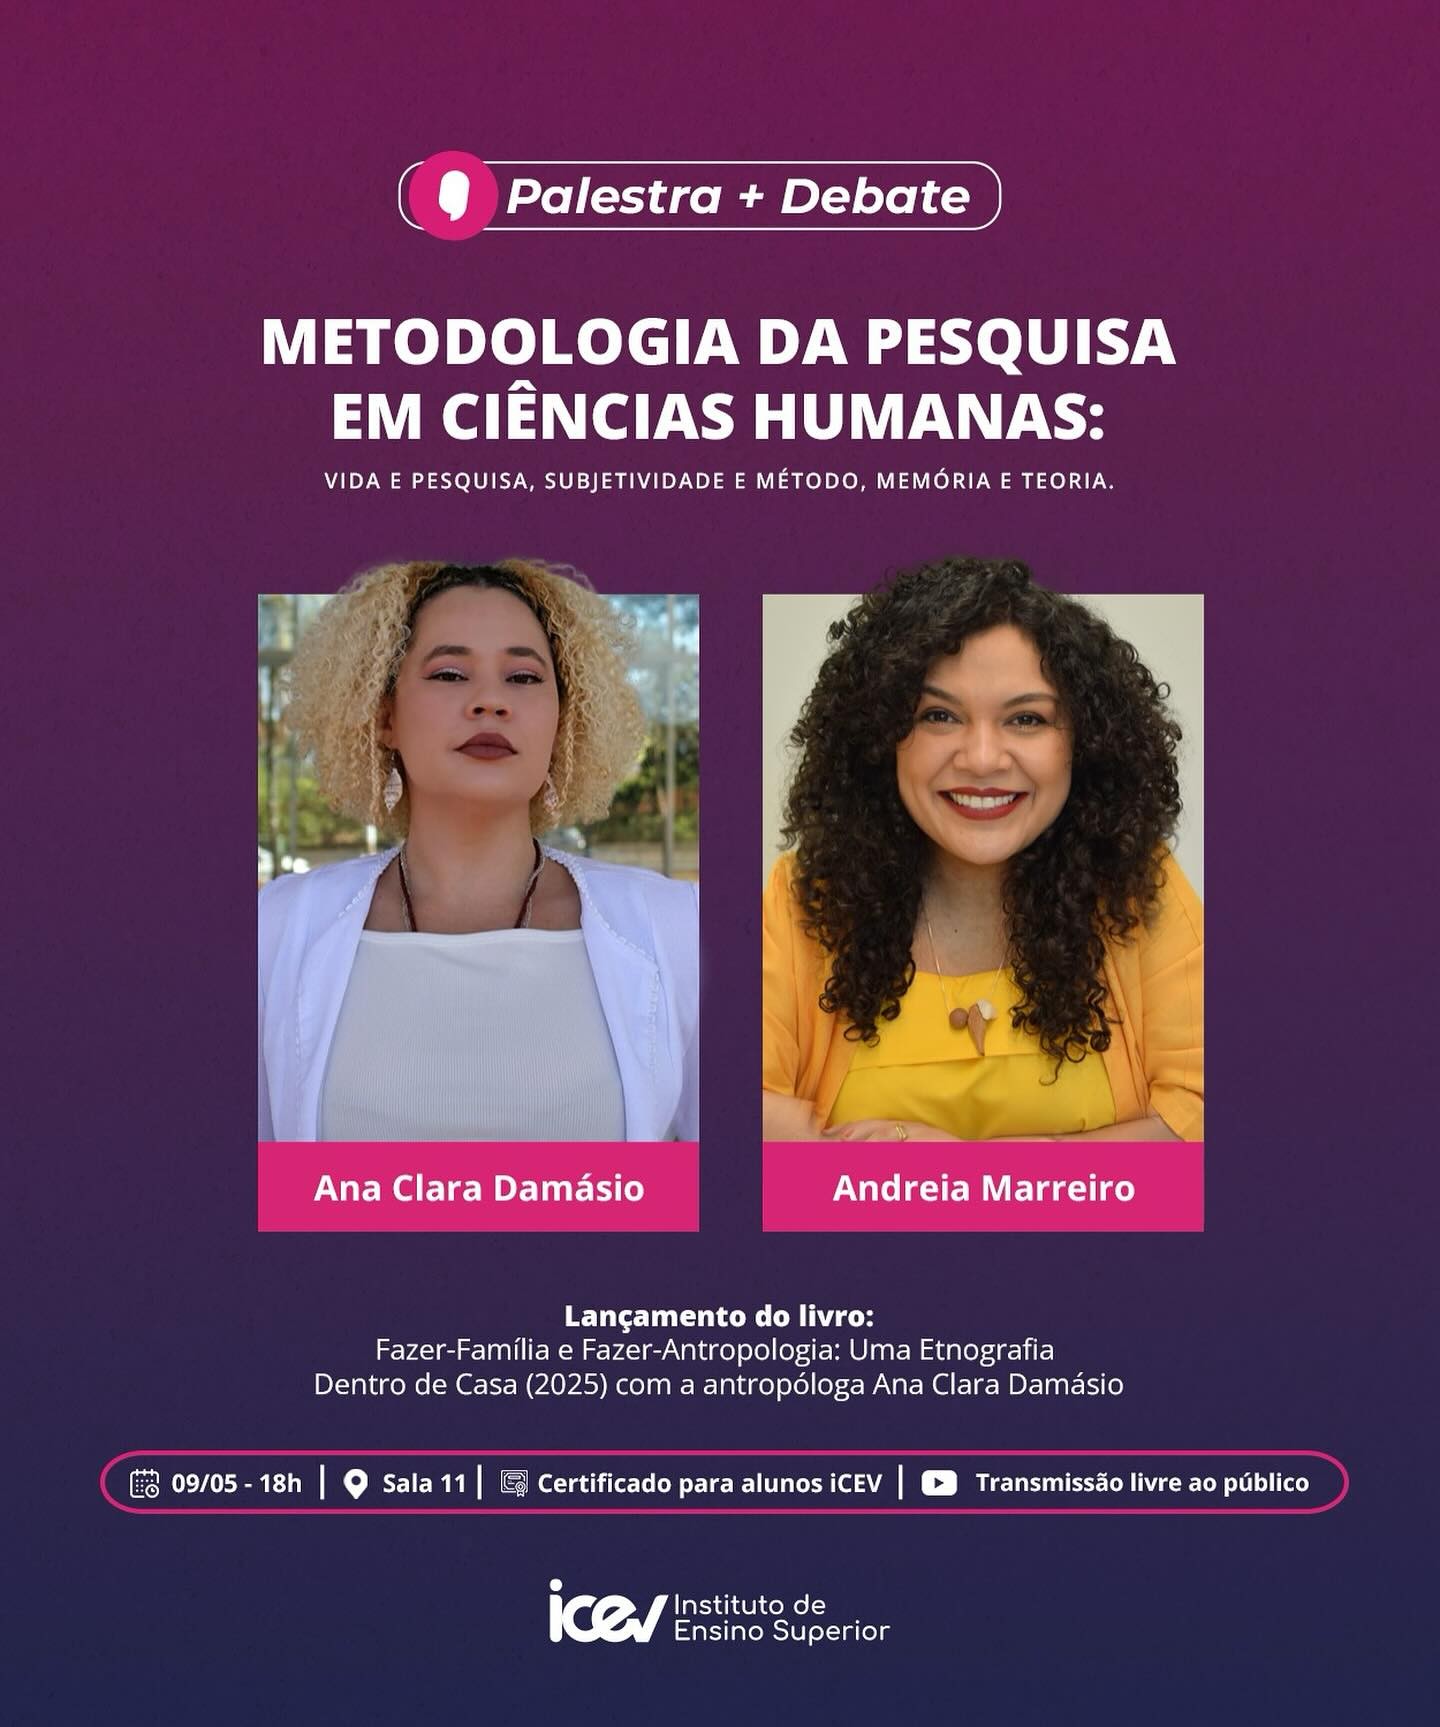 Palestra + Debate
METODOLOGIA DA PESQUISA
EM CIÊNCIAS HUMANAS:
VIDA E PESQUISA, SUBJETIVIDADE E MÉTODO, MEMÓRIA E TEORIA.
Ana Clara Damásio
Andreia Marreiro
Lançamento do livro:
Fazer-Família e Fazer-Antropologia: Uma Etnografia
Dentro de Casa (2025) com a antropóloga Ana Clara Damásio
09/05 - 18h | Sala 11 | Certificado para alunos iCEV | Transmissão livre ao público
icev Instituto de
Ensino Superior